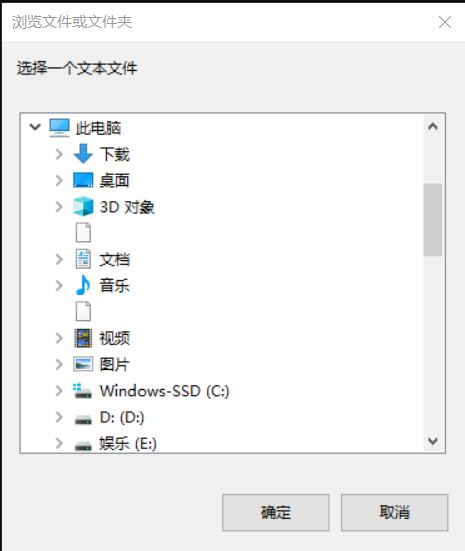 浏览文件或文件夹
选择一个文本文件
此电脑
下载
桌面
3D 对象
文档
音乐
视频
图片
Windows-SSD (C:)
D: (D:)
娱乐 (E:)
确定
取消